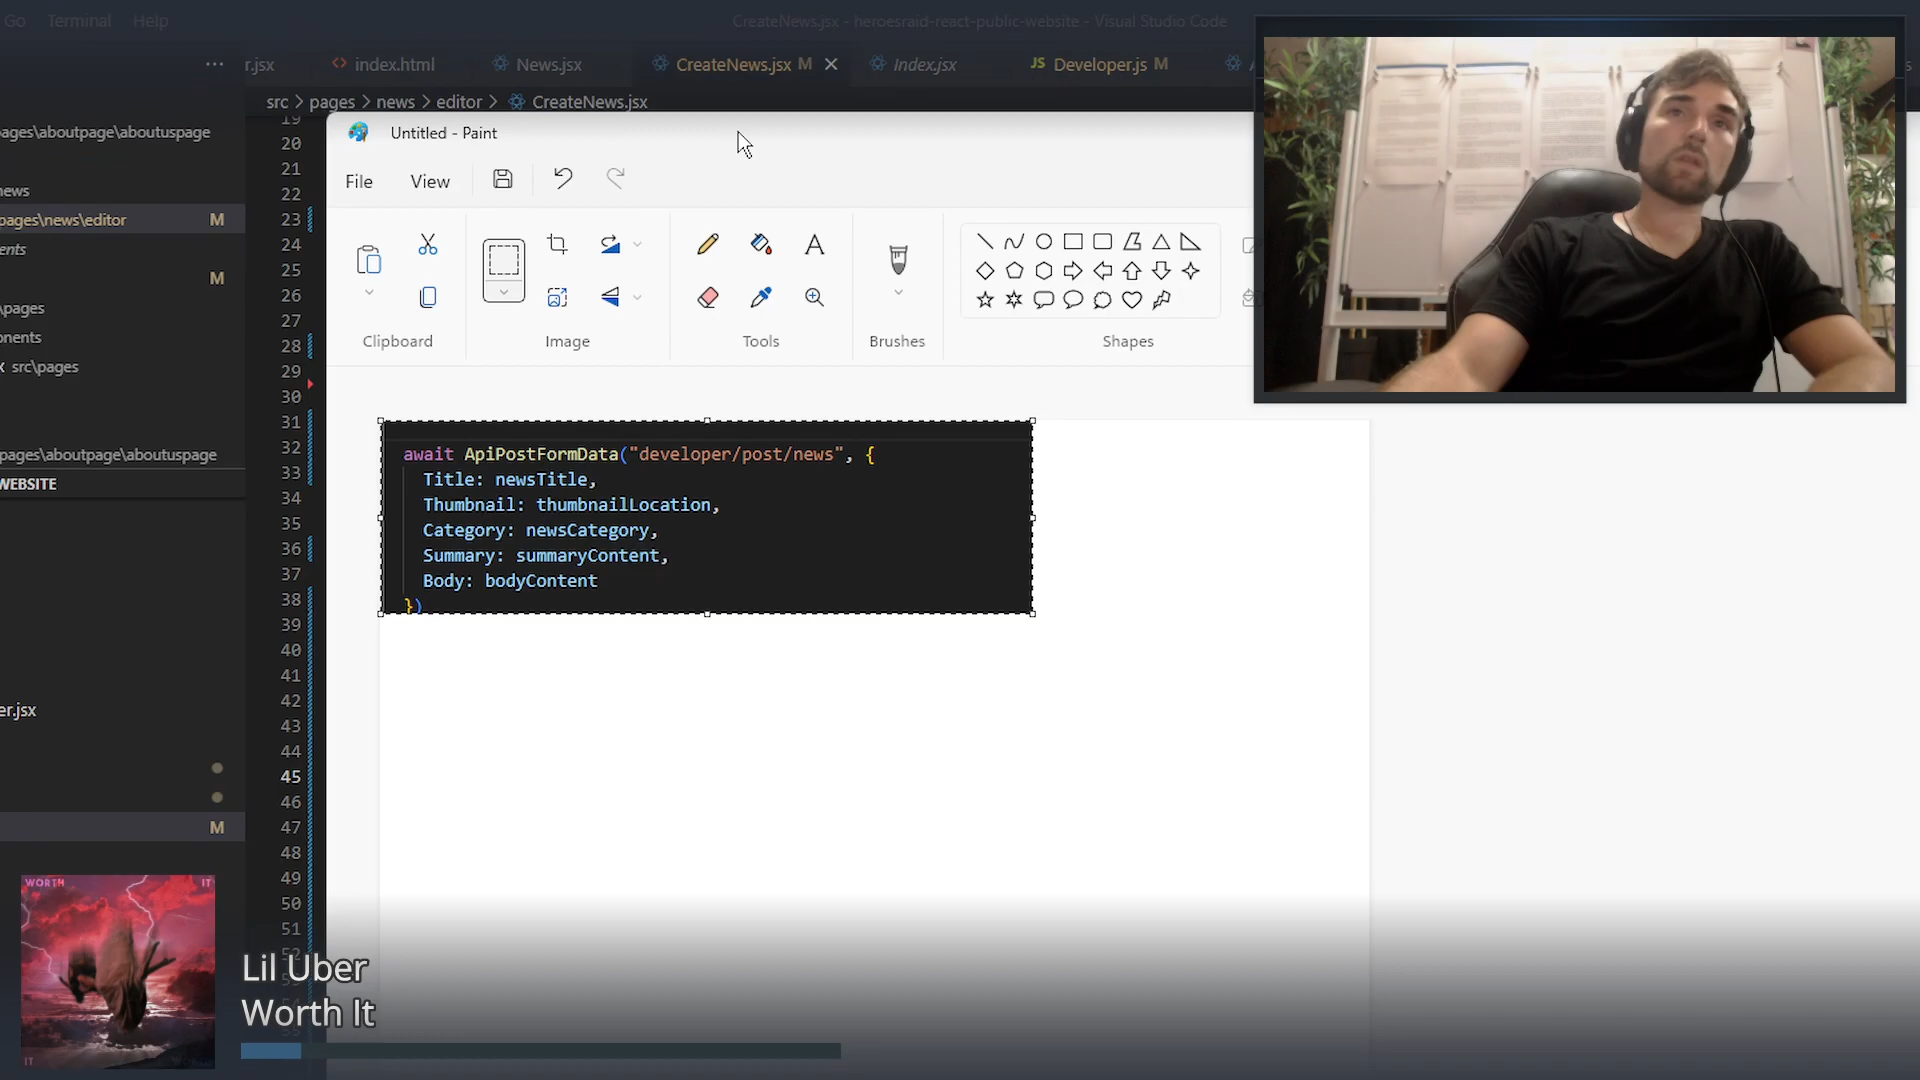 Go Terminal Help
CreateNews.jsx - heroesraid-react-public-website - Visual Studio Code
r.jsx
index.html
News.jsx
CreateNews.jsx M
Index.jsx
JS Developer.js M
src > pages > news > editor > CreateNews.jsx
ages\aboutpage\aboutuspage
news
pages\news\editor M
ents
M
\pages
onents
x src\pages
pages\aboutpage\aboutuspage
WEBSITE
er.jsx
M
19
20
21
22
23
24
25
26
27
28
29
30
31
32
33
34
35
36
37
38
39
40
41
42
43
44
45
46
47
48
49
50
51
52
Untitled - Paint
File View
Clipboard
Image
Tools
Brushes
Shapes
await ApiPostFormData("developer/post/news", {
Title: newsTitle,
Thumbnail: thumbnailLocation,
Category: newsCategory,
Summary: summaryContent,
Body: bodyContent
})
WORTH IT
IT
Lil Uber
Worth It